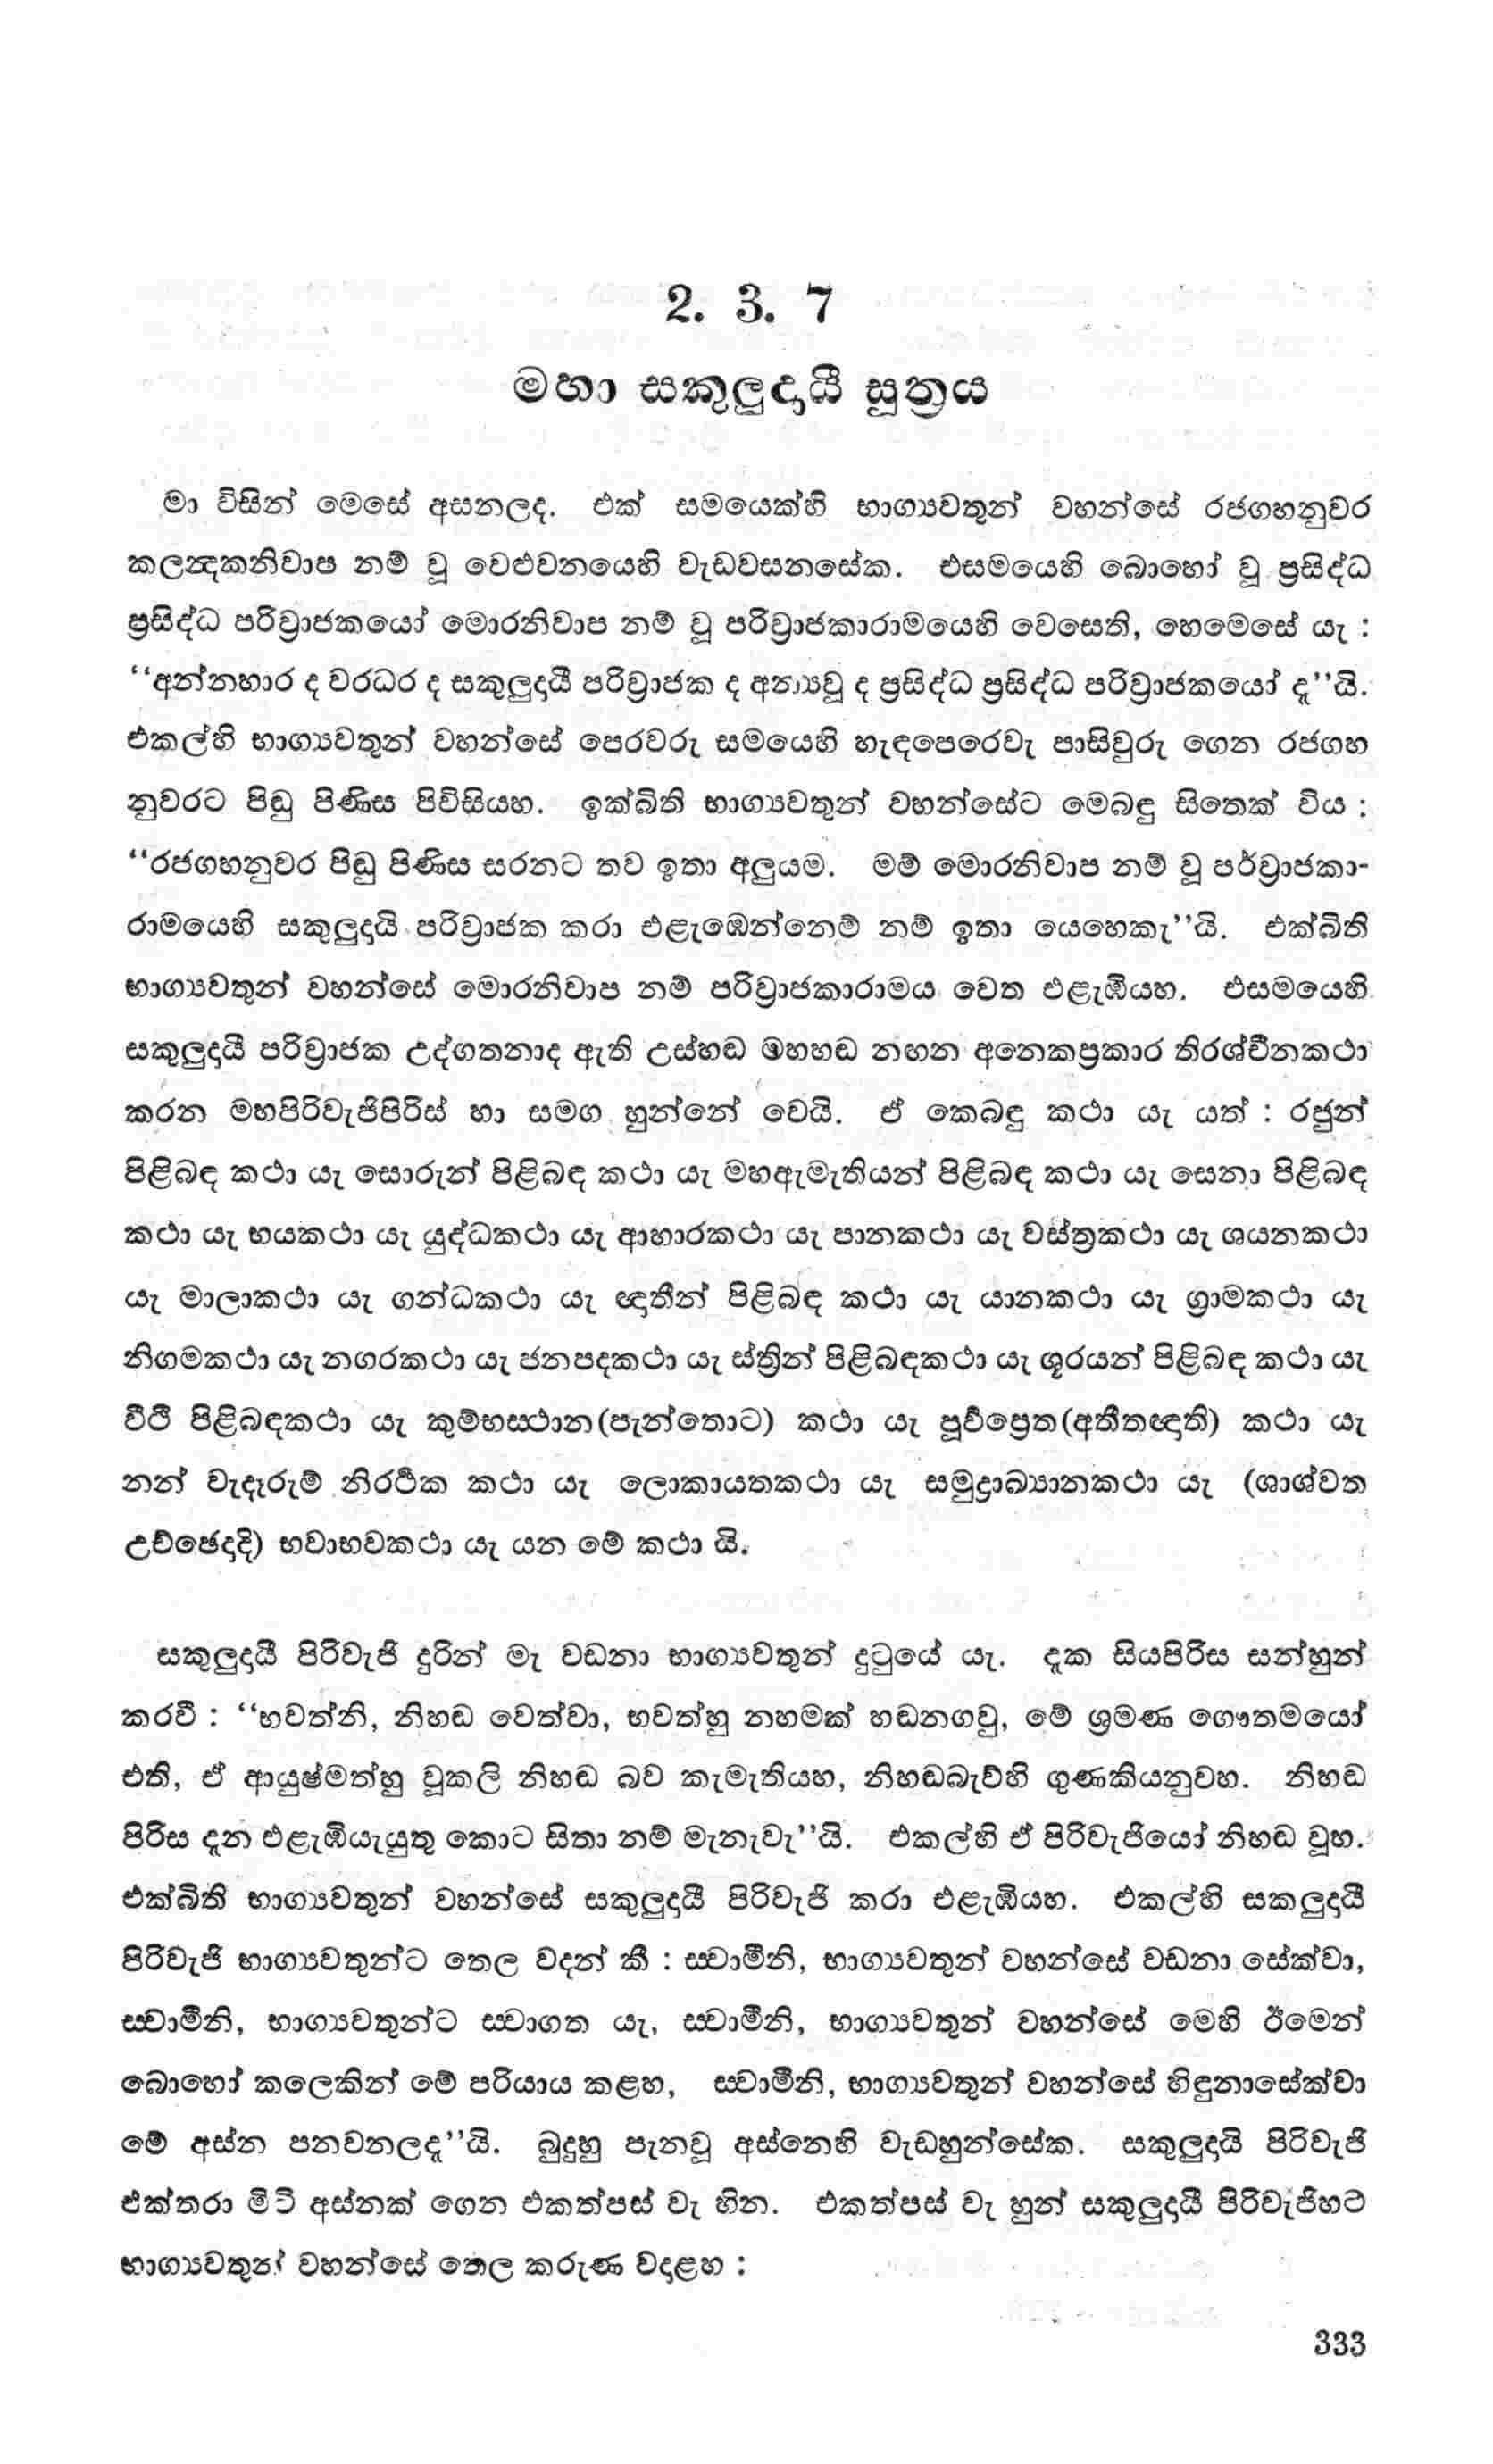 2. 3. 7
මහා සකුලුදායී සූත්‍රය
මා විසින් මෙසේ අසනලද. එක් සමයෙක්හි භාග්‍යවතුන් වහන්සේ රජගහනුවර
කලන්‍දකනිවාප නම් වූ වෙළුවනයෙහි වැඩවසනසේක. එසමයෙහි බොහෝ වූ ප්‍රසිද්ධ
ප්‍රසිද්ධ පරිව්‍රාජකයෝ මොරනිවාප නම් වූ පරිව්‍රාජකාරාමයෙහි වෙසෙති, හෙමෙසේ යැ :
‘‘අන්නහාර ද වරධර ද සකුලුදායී පරිව්‍රාජක ද අන්‍යවූ ද ප්‍රසිද්ධ ප්‍රසිද්ධ පරිව්‍රාජකයෝ දැ’’යි.
එකල්හි භාග්‍යවතුන් වහන්සේ පෙරවරු සමයෙහි හැඳපෙරෙවැ පාසිවුරු ගෙන රජගහ
නුවරට පිඬු පිණිස පිවිසියහ. ඉක්බිති භාග්‍යවතුන් වහන්සේට මෙබඳු සිතෙක් විය :
‘‘රජගහනුවර පිඬු පිණිස සරනට තව ඉතා අලුයම. මම් මොරනිවාප නම් වූ පර්ව්‍රාජකා-
රාමයෙහි සකුලුදායි පරිව්‍රාජක කරා එළැඹෙන්නෙම් නම් ඉතා යෙහෙකැ’’යි. එක්බිති
භාග්‍යවතුන් වහන්සේ මොරනිවාප නම් පරිව්‍රාජකාරාමය වෙත එළැඹියහ. එසමයෙහි
සකුලුදායී පරිව්‍රාජක උද්ගතනාද ඇති උස්හඬ මහහඬ නඟන අනෙකප්‍රකාර තිරශ්චීනකථා
කරන මහපිරිවැජිපිරිස් හා සමග හුන්නේ වෙයි. ඒ කෙබඳු කථා යැ යත් : රජුන්
පිළිබඳ කථා යැ සොරුන් පිළිබඳ කථා යැ මහඇමැතියන් පිළිබඳ කථා යැ සෙනා පිළිබඳ
කථා යැ භයකථා යැ යුද්ධකථා යැ ආහාරකථා යැ පානකථා යැ වස්ත්‍රකථා යැ ශයනකථා
යැ මාලාකථා යැ ගන්ධකථා යැ ඥාතීන් පිළිබඳ කථා යැ යානකථා යැ ග්‍රාමකථා යැ
නිගමකථා යැ නගරකථා යැ ජනපදකථා යැ ස්ත්‍රීන් පිළිබඳකථා යැ ශූරයන් පිළිබඳ කථා යැ
වීථි පිළිබඳකථා යැ කුම්භස්‍ථාන(පැන්තොට) කථා යැ පූර්‍වප්‍රෙත(අතීතඥාති) කථා යැ
නන් වැදෑරුම් නිරර්‍ථක කථා යැ ලොකායතකථා යැ සමුද්‍රාඛ්‍යානකථා යැ (ශාශ්වත
උච්ඡෙදාදි) භවාභවකථා යැ යන මේ කථා යි.
සකුලුදායී පිරිවැජි දුරින් මැ වඩනා භාග්‍යවතුන් දුටුයේ යැ. දැක සියපිරිස සන්හුන්
කරවී : ‘‘භවත්නි, නිහඬ වෙත්වා, භවත්හු නහමක් හඬනගවු, මේ ශ්‍රමණ ගෞතමයෝ
එති, ඒ ආයුෂ්මත්හු වූකලි නිහඬ බව කැමැතියහ, නිහඬබැව්හි ගුණකියනුවහ. නිහඬ
පිරිස දැන එළැඹියැයුතු කොට සිතා නම් මැනැවැ’’යි. එකල්හි ඒ පිරිවැජියෝ නිහඬ වූහ.
එක්බිති භාග්‍යවතුන් වහන්සේ සකුලුදායී පිරිවැජි කරා එළැඹියහ. එකල්හි සකලුදායී
පිරිවැජි භාග්‍යවතුන්ට තෙල වදන් කී : ස්‍වාමීනි, භාග්‍යවතුන් වහන්සේ වඩනා සේක්වා,
ස්‍වාමීනි, භාග්‍යවතුන්ට ස්‍වාගත යැ, ස්‍වාමීනි, භාග්‍යවතුන් වහන්සේ මෙහි ඊමෙන්
බොහෝ කලෙකින් මේ පරියාය කළහ, ස්‍වාමීනි, භාග්‍යවතුන් වහන්සේ හිඳුනාසේක්වා
මේ අස්න පනවනලදැ’’යි. බුදුහු පැනවූ අස්නෙහි වැඩහුන්සේක. සකුලුදායි පිරිවැජි
එක්තරා මිටි අස්නක් ගෙන එකත්පස් වැ හින. එකත්පස් වැ හුන් සකුලුදායී පිරිවැජිහට
භාග්‍යවතුන් වහන්සේ තෙල කරුණ වදාළහ :
333